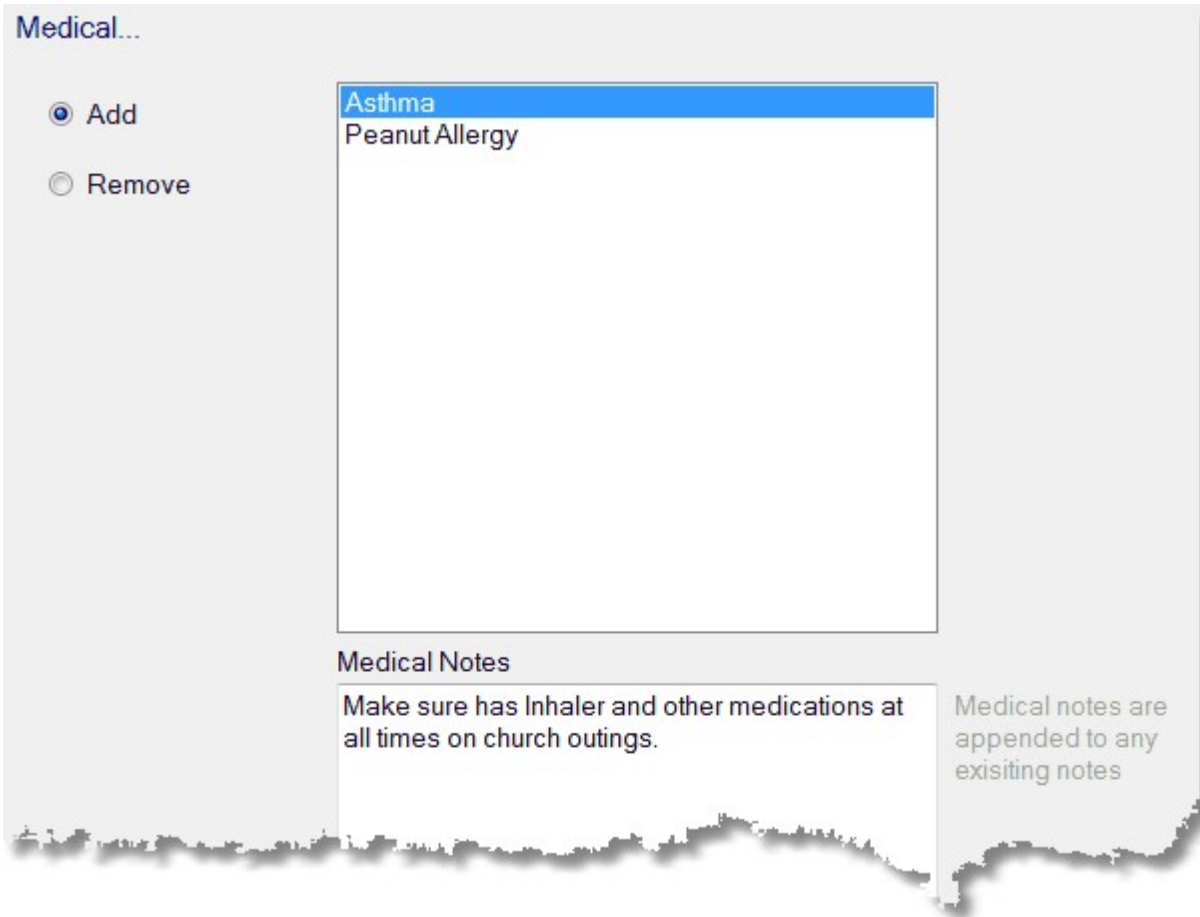 Medical...
Add
Remove
Asthma
Peanut Allergy
Medical Notes
Make sure has Inhaler and other medications at
all times on church outings.
Medical notes are
appended to any
exisiting notes